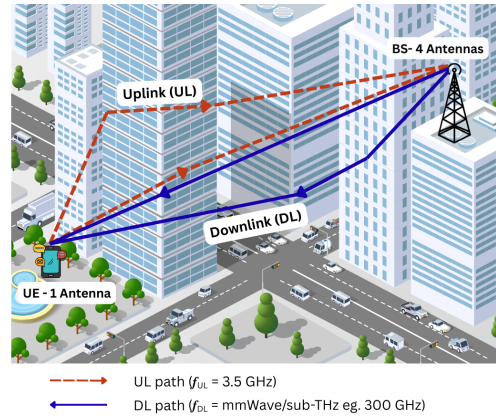 BS- 4 Antennas
Uplink (UL)
Downlink (DL)
UE - 1 Antenna
UL path (fUL = 3.5 GHz)
DL path (fDL = mmWave/sub-THz eg. 300 GHz)